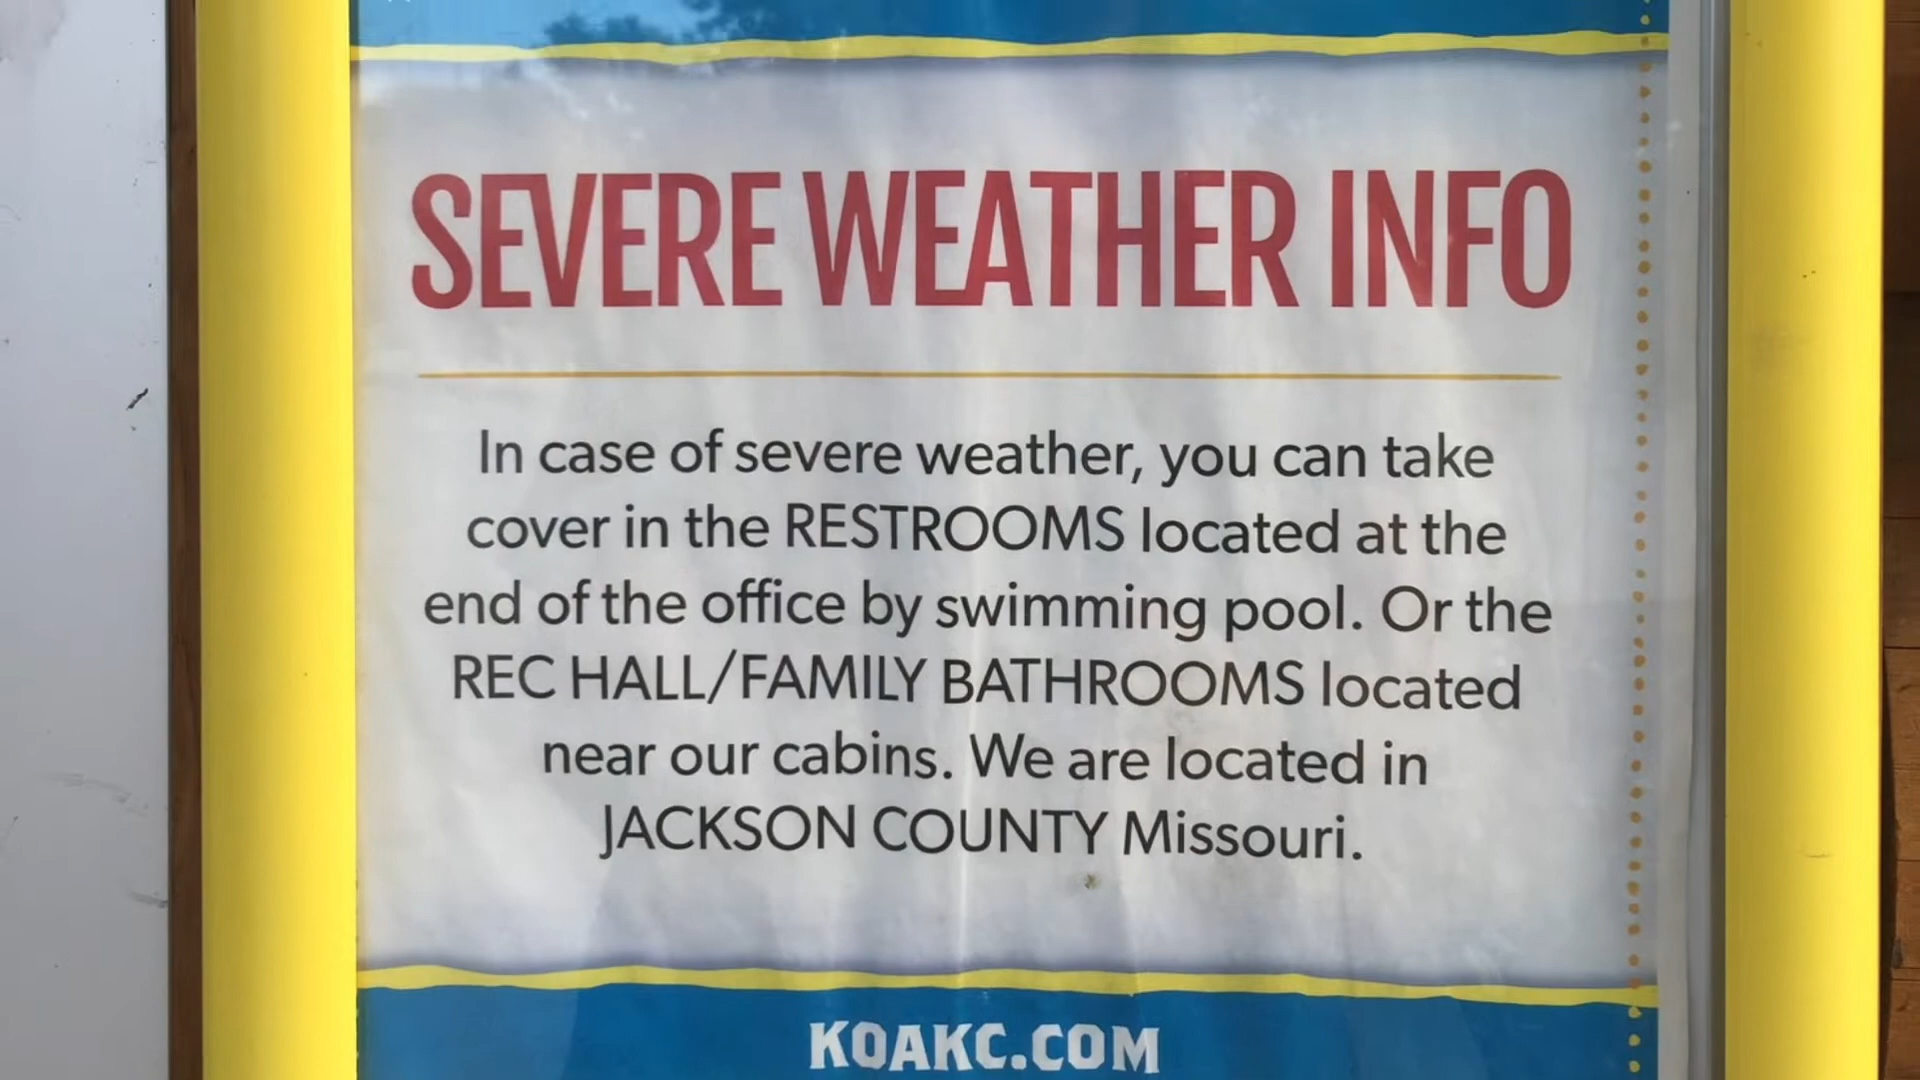 SEVERE WEATHER INFO
In case of severe weather, you can take
cover in the RESTROOMS located at the
end of the office by swimming pool. Or the
REC HALL/FAMILY BATHROOMS located
near our cabins. We are located in
JACKSON COUNTY Missouri.
KOAKC.COM